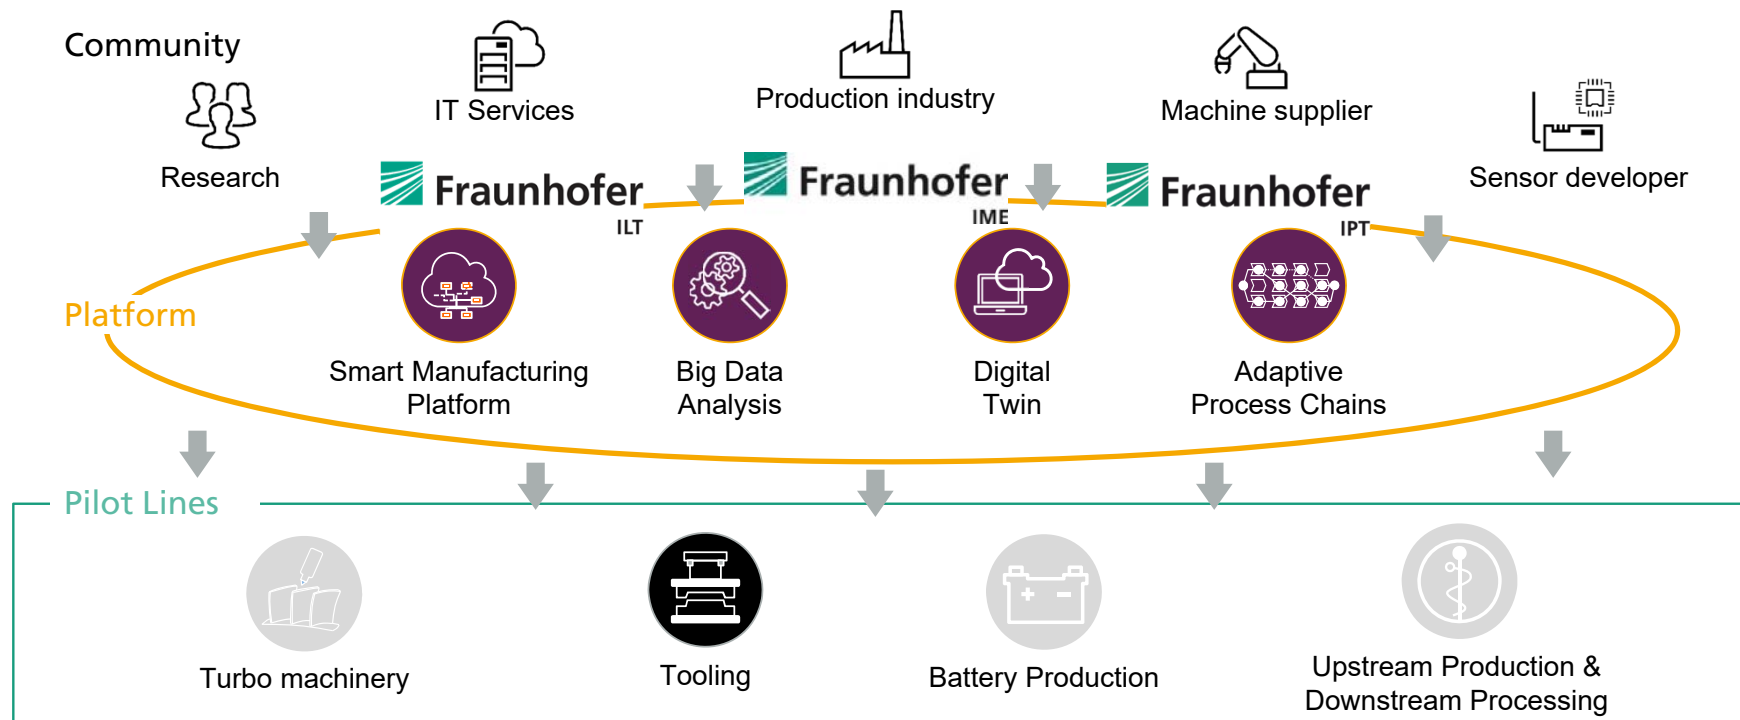 Community
IT Services
Production industry
Machine supplier
Research
Sensor developer
Fraunhofer
ILT
Fraunhofer
IME
Fraunhofer
IPT
Platform
Smart Manufacturing
Platform
Big Data
Analysis
Digital
Twin
Adaptive
Process Chains
Pilot Lines
Turbo machinery
Tooling
Battery Production
Upstream Production &
Downstream Processing